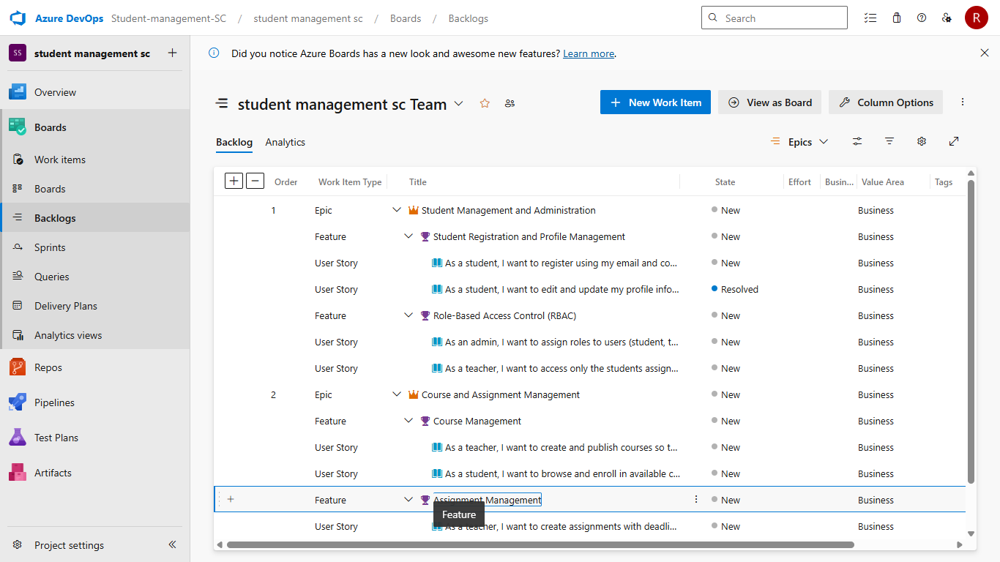 Azure DevOps Student-management-SC / student management sc / Boards / Backlogs Search R
SS student management sc
Did you notice Azure Boards has a new look and awesome new features? Learn more.
Overview
Boards
Work items
Boards
Backlogs
Sprints
Queries
Delivery Plans
Analytics views
Repos
Pipelines
Test Plans
Artifacts
Project settings
student management sc Team New Work Item View as Board Column Options
Backlog Analytics Epics
Order Work Item Type Title State Effort Busin... Value Area Tags
1 Epic Student Management and Administration New Business
Feature Student Registration and Profile Management New Business
User Story As a student, I want to register using my email and co... New Business
User Story As a student, I want to edit and update my profile info... Resolved Business
Feature Role-Based Access Control (RBAC) New Business
User Story As an admin, I want to assign roles to users (student, t... New Business
User Story As a teacher, I want to access only the students assign... New Business
2 Epic Course and Assignment Management New Business
Feature Course Management New Business
User Story As a teacher, I want to create and publish courses so t... New Business
User Story As a student, I want to browse and enroll in available c... New Business
Feature Assignment Management New Business
Feature
User Story As a teacher, I want to create assignments with deadli... New Business